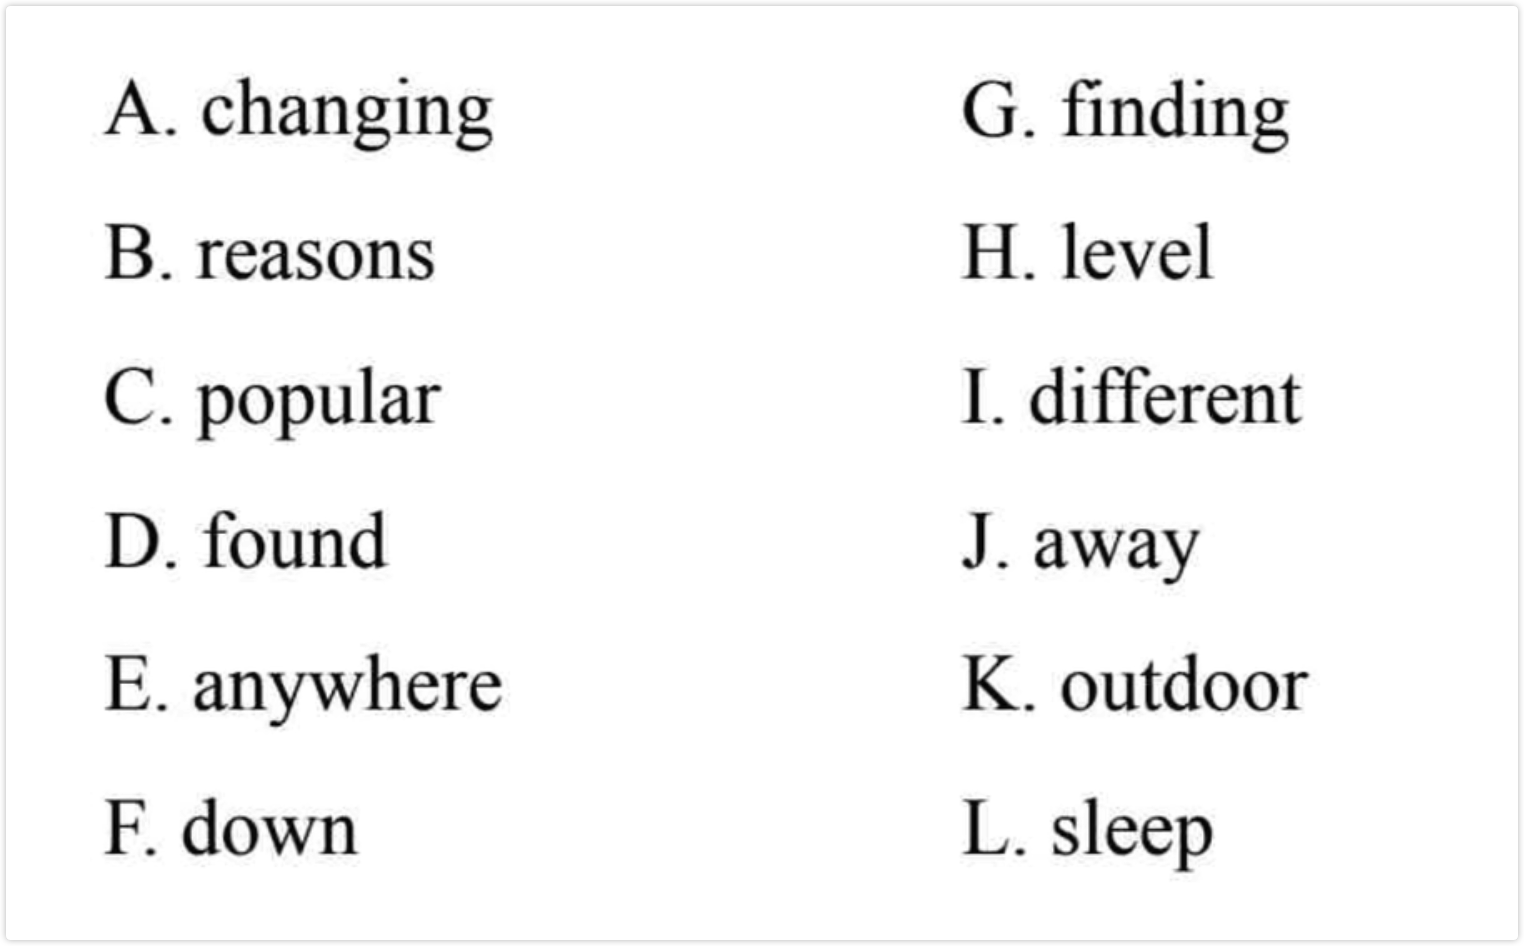 A. changing
B. reasons
C. popular
D. found
E. anywhere
F. down
G. finding
H. level
I. different
J. away
K. outdoor
L. sleep